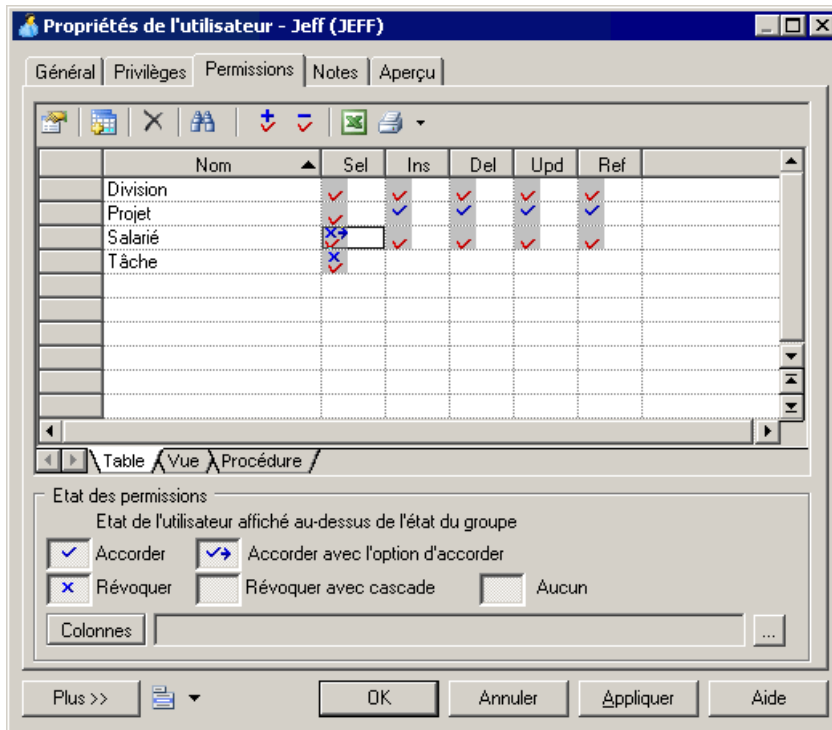 Propriétés de l'utilisateur - Jeff (JEFF)
Général Privilèges Permissions Notes Aperçu
Nom Sel Ins Del Upd Ref
Division
Projet
Salarié
Tâche
Table Vue Procédure
Etat des permissions
Etat de l'utilisateur affiché au-dessus de l'état du groupe
Accorder Accorder avec l'option d'accorder
Révoquer Révoquer avec cascade Aucun
Colonnes ...
Plus >> OK Annuler Appliquer Aide